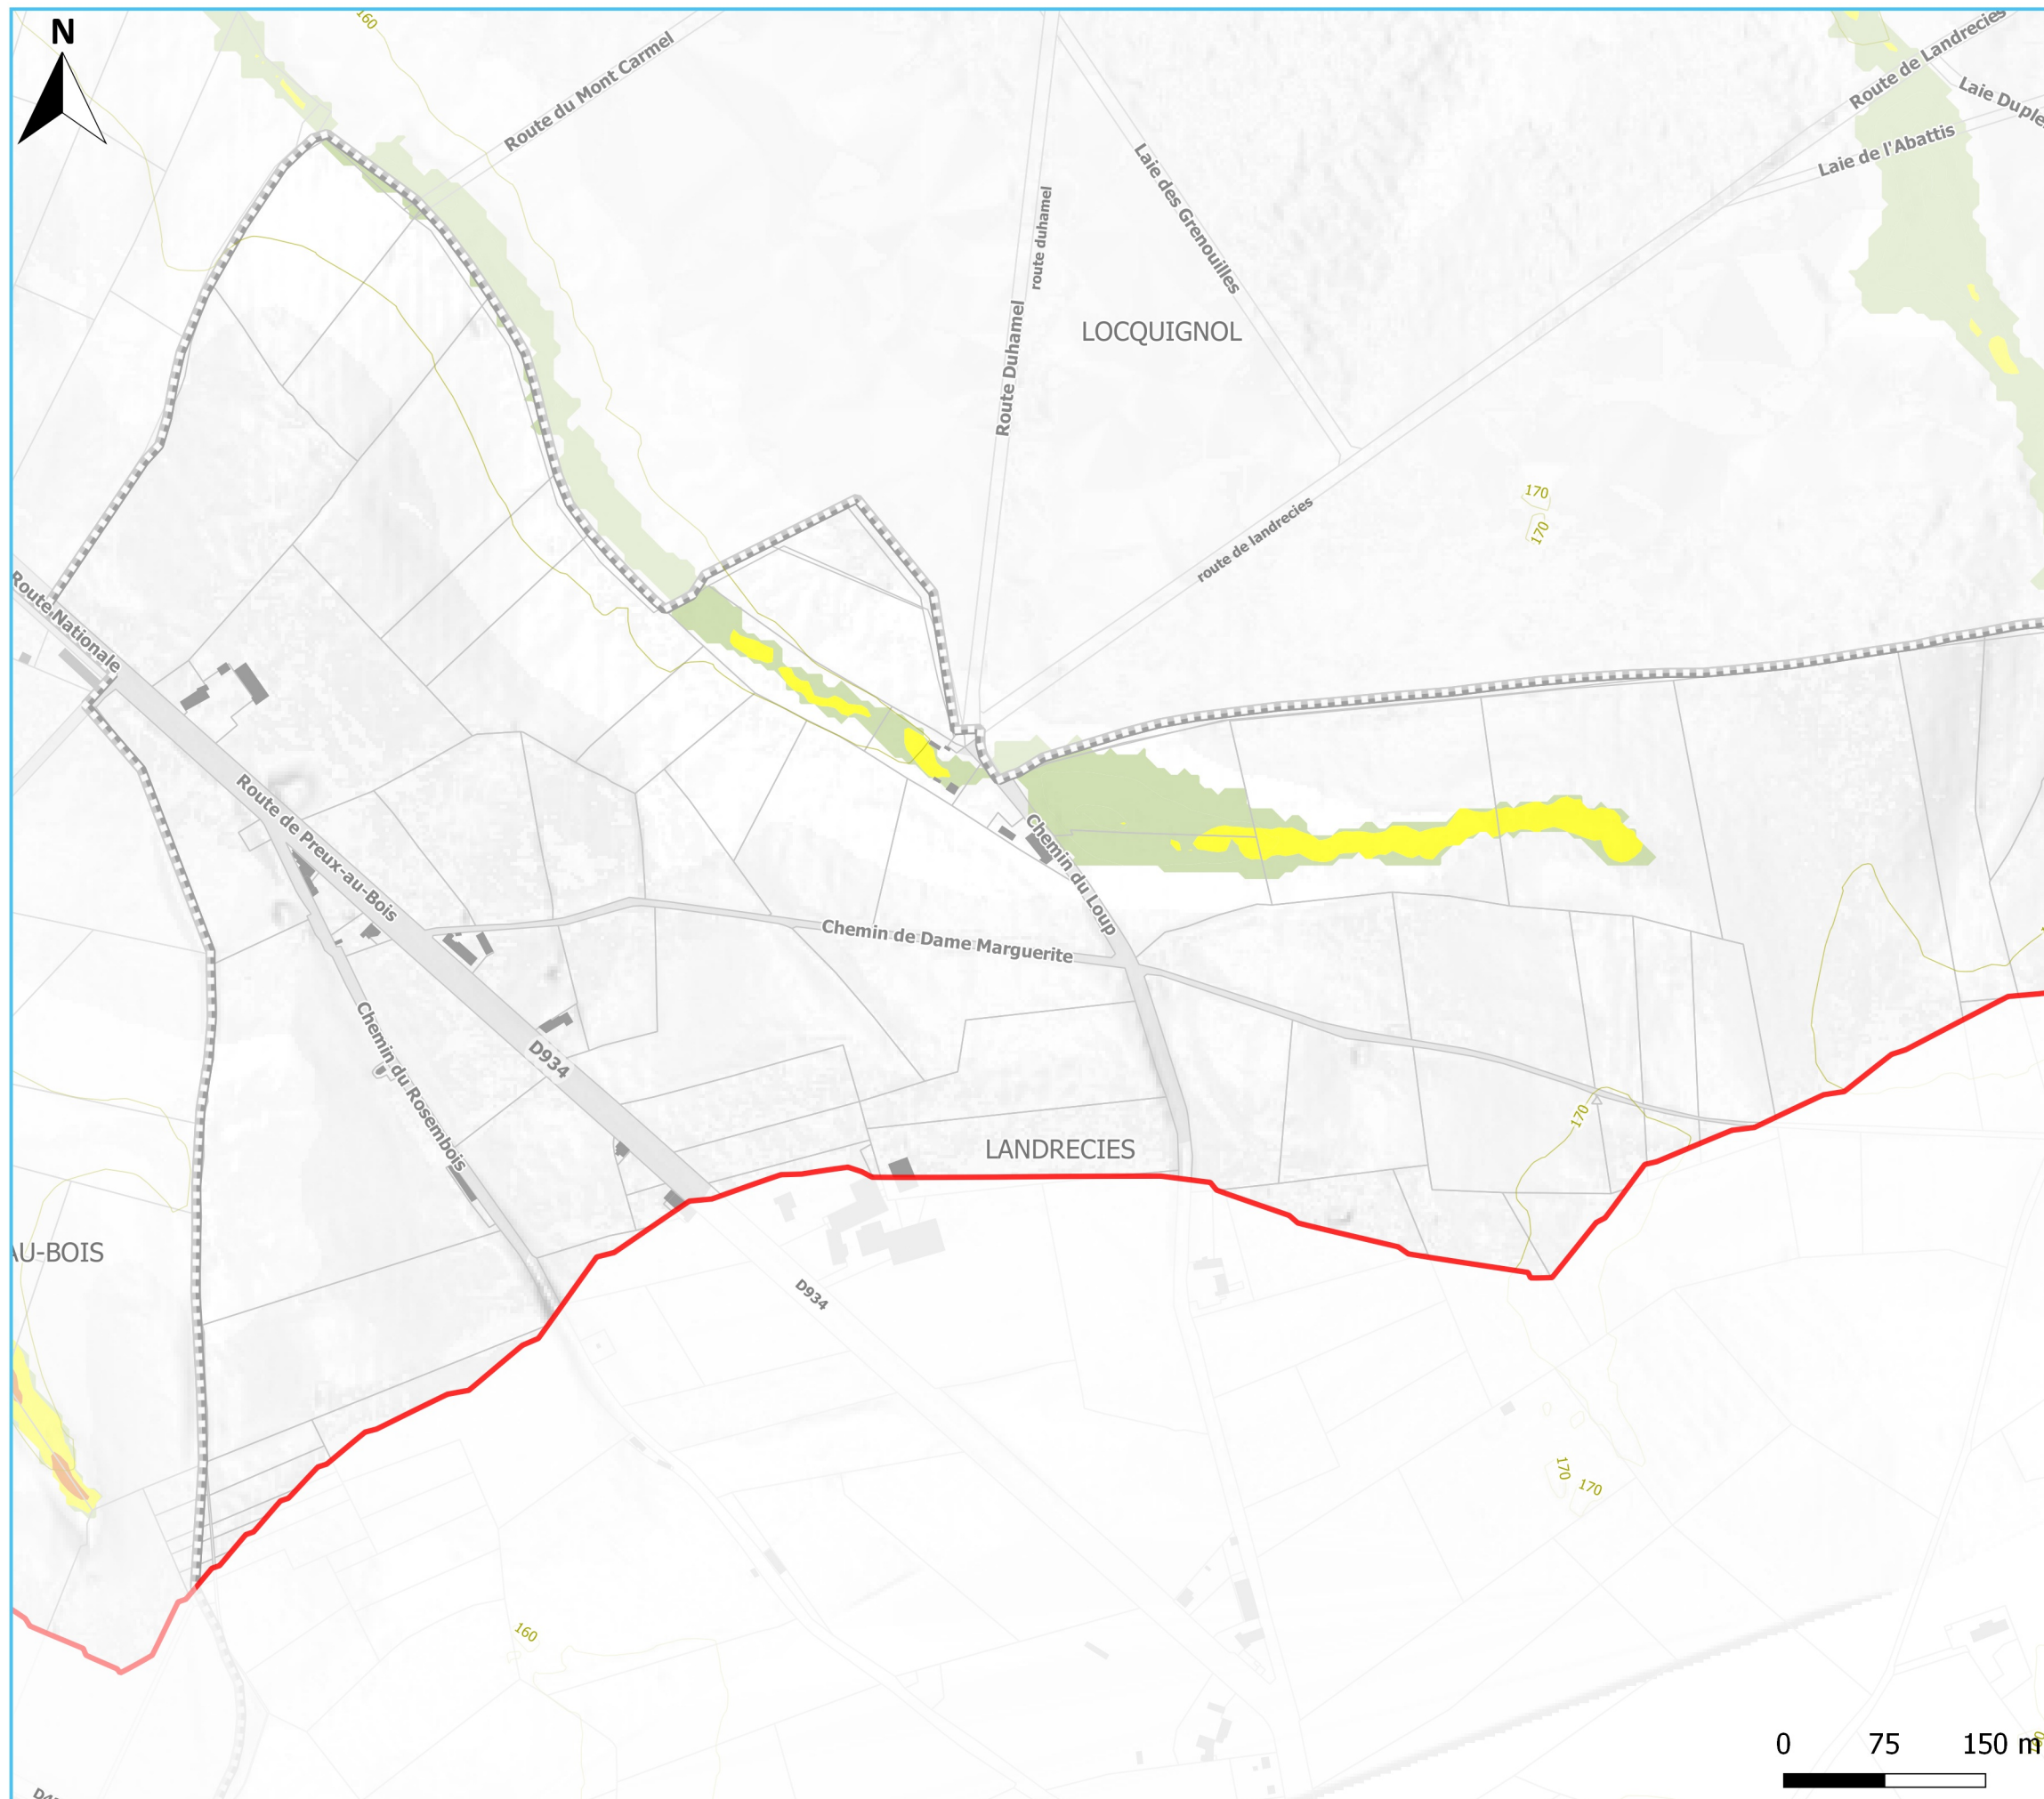 N
160
Route du Mont Carmel
Route de Landrecies
Laie Duple
Laie de l'Abattis
Laie des Grenouilles
route duhamel
Route Duhamel
LOCQUIGNOL
170
170
route de landrecies
Route Nationale
Route de Preux-au-Bois
Chemin du Loup
Chemin de Dame Marguerite
Chemin du Rosembois
D934
170
LANDRECIES
AU-BOIS
D934
170
170
160
0 75 150 m